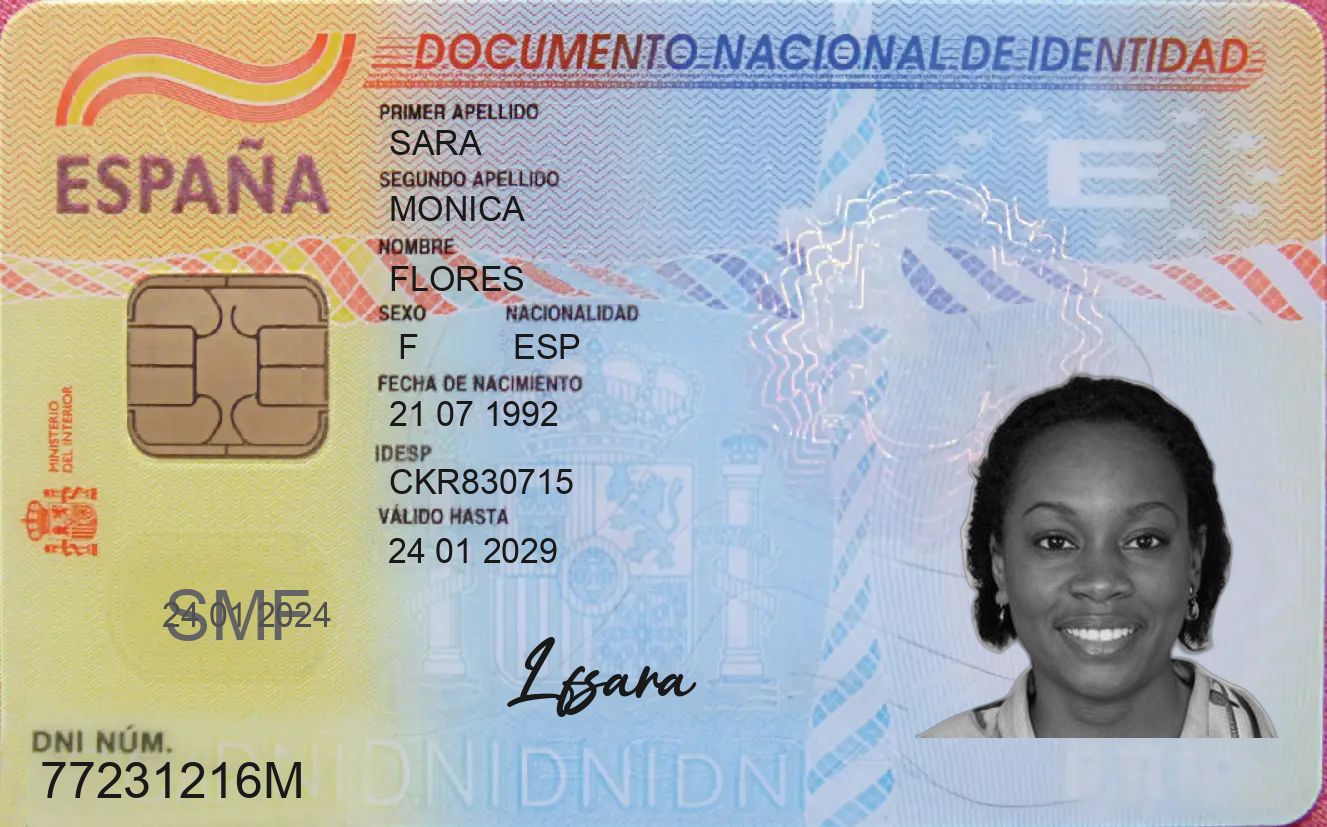 DOCUMENTO NACIONAL DE IDENTIDAD
ESPAÑA
PRIMER APELLIDO
SARA
SEGUNDO APELLIDO
MONICA
NOMBRE
FLORES
SEXO NACIONALIDAD
F ESP
FECHA DE NACIMIENTO
21 07 1992
IDESP
CKR830715
VÁLIDO HASTA
24 01 2029
MINISTERIO
DEL INTERIOR
E
SMF
24 01 2024
Lfsara
DNI NÚM.
77231216M
DNIDNIDNIDNI